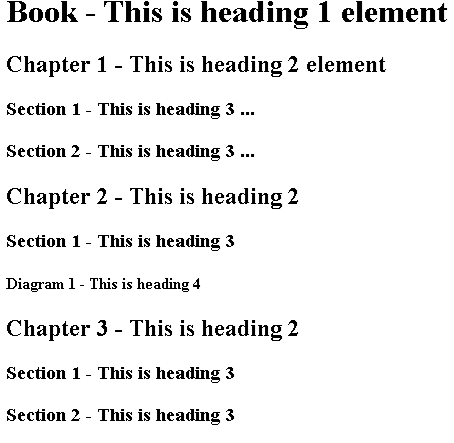 Book - This is heading 1 element
Chapter 1 - This is heading 2 element
Section 1 - This is heading 3 ...
Section 2 - This is heading 3 ...
Chapter 2 - This is heading 2
Section 1 - This is heading 3
Diagram 1 - This is heading 4
Chapter 3 - This is heading 2
Section 1 - This is heading 3
Section 2 - This is heading 3